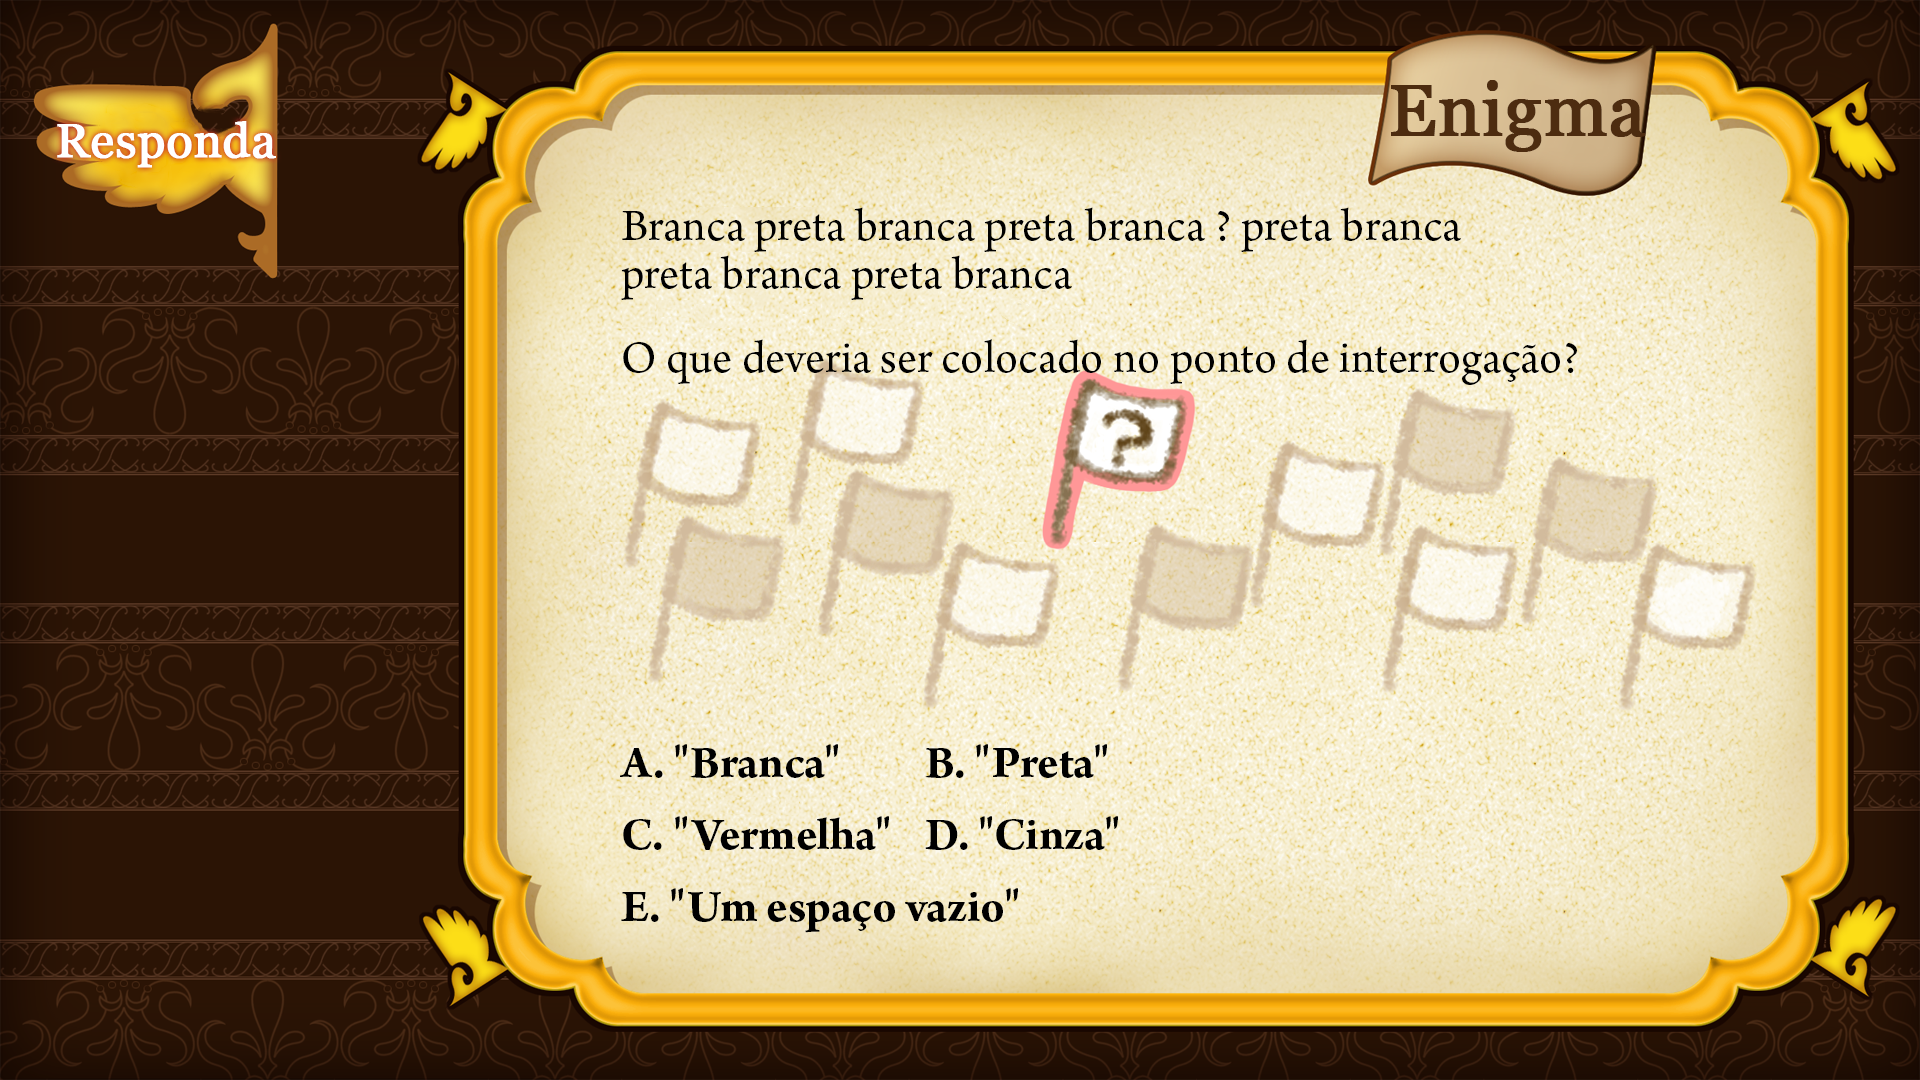 Responda
Enigma
Branca preta branca preta branca ? preta branca
preta branca preta branca
O que deveria ser colocado no ponto de interrogação?
?
A. "Branca" B. "Preta"
C. "Vermelha" D. "Cinza"
E. "Um espaço vazio"